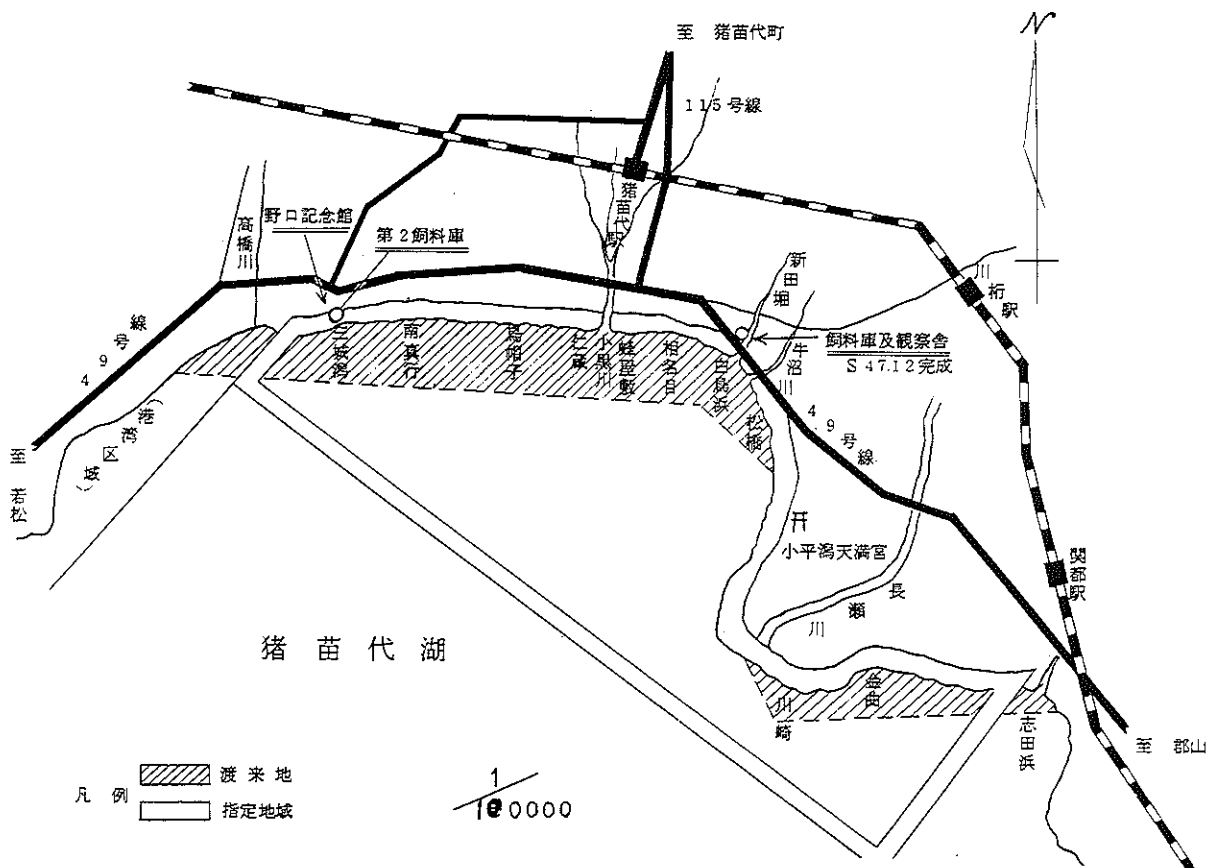 至 猪苗代町
N
115号線
猪苗代駅
高橋川
野口記念館
第2飼料庫
新田堀
川桁駅
牛沼川
飼料庫及観察舎
S 47.12完成
三城潟
南真行
仁蔵
小黒川
蜂屋敷
相名目
白鳥浜
松橋
49号線
49号線
至 若松
(港湾区域)
小平潟天満宮
関都駅
長瀬川
猪苗代湖
金曲
川崎
志田浜
至 郡山
凡例
渡来地
指定地域
1
100000